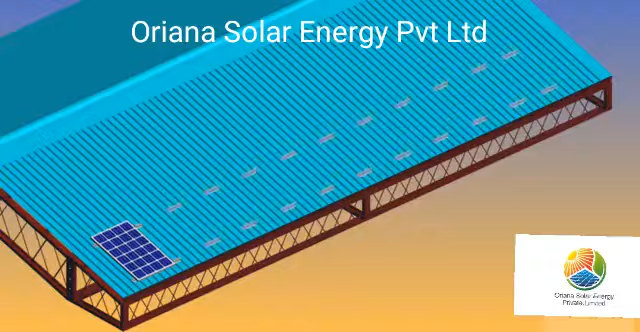 Oriana Solar Energy Pvt Ltd
Oriana Solar Energy
Private Limited